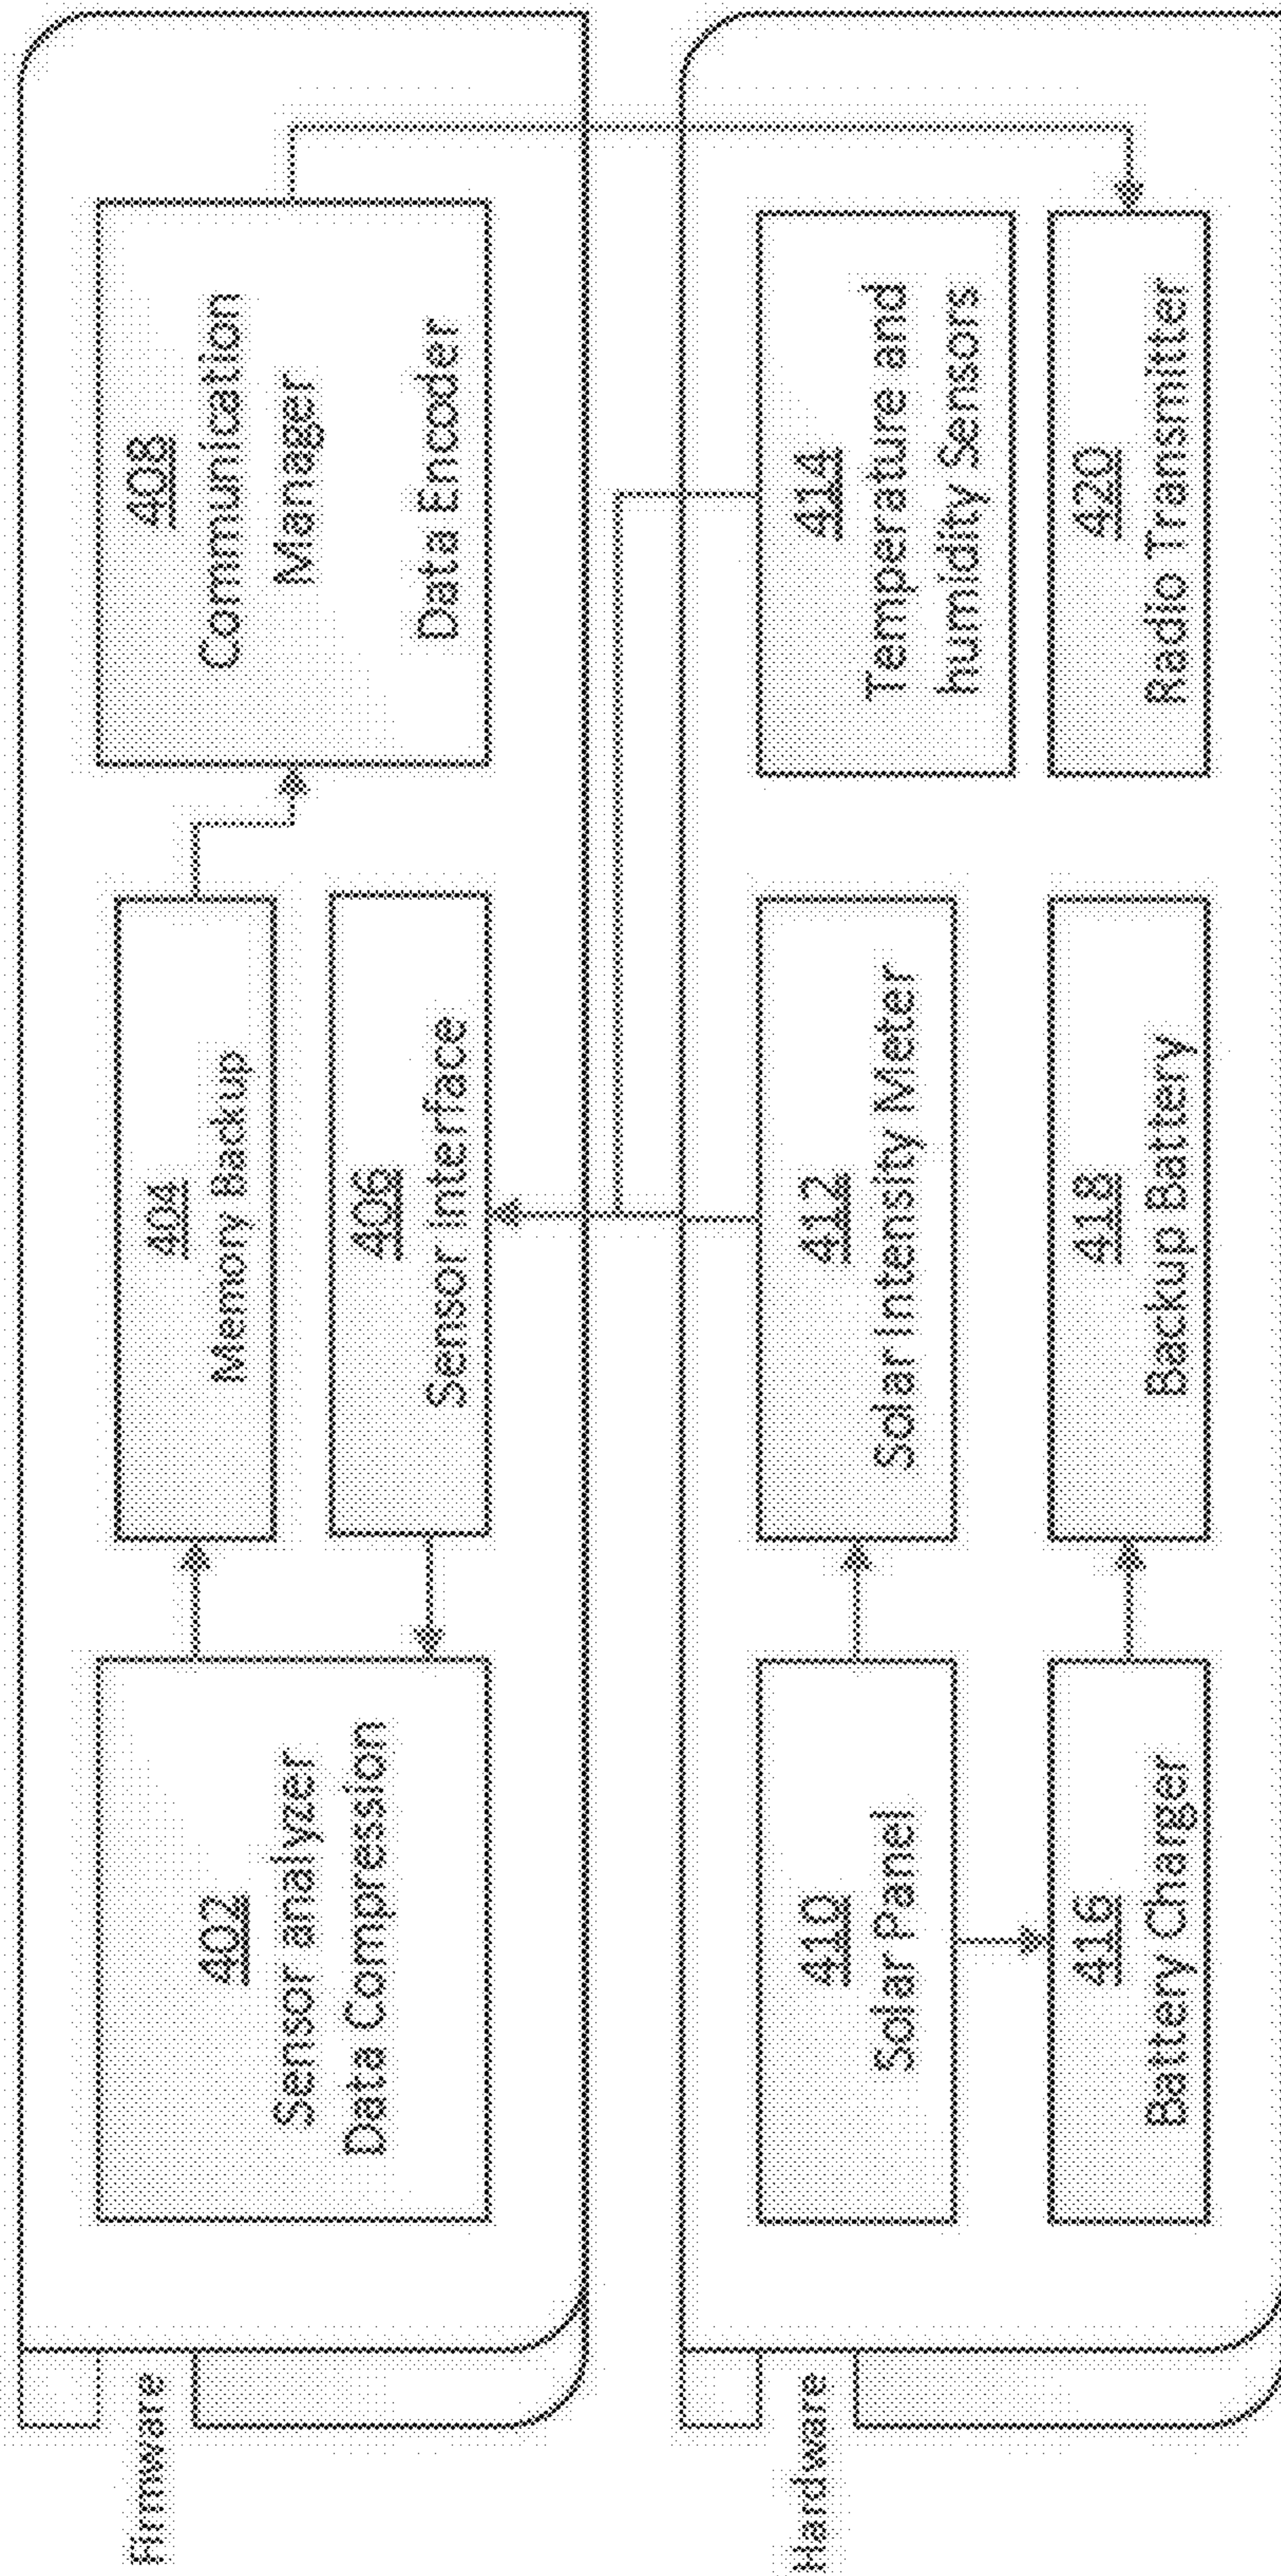 Firmware
402
Sensor analyzer
Data Compression
404
Memory Backup
406
Sensor interface
408
Communication
Manager
Data Encoder
Hardware
410
Solar Panel
412
Solar Intensity Meter
414
Temperature and
humidity Sensors
416
Battery Charger
418
Backup Battery
420
Radio Transmitter